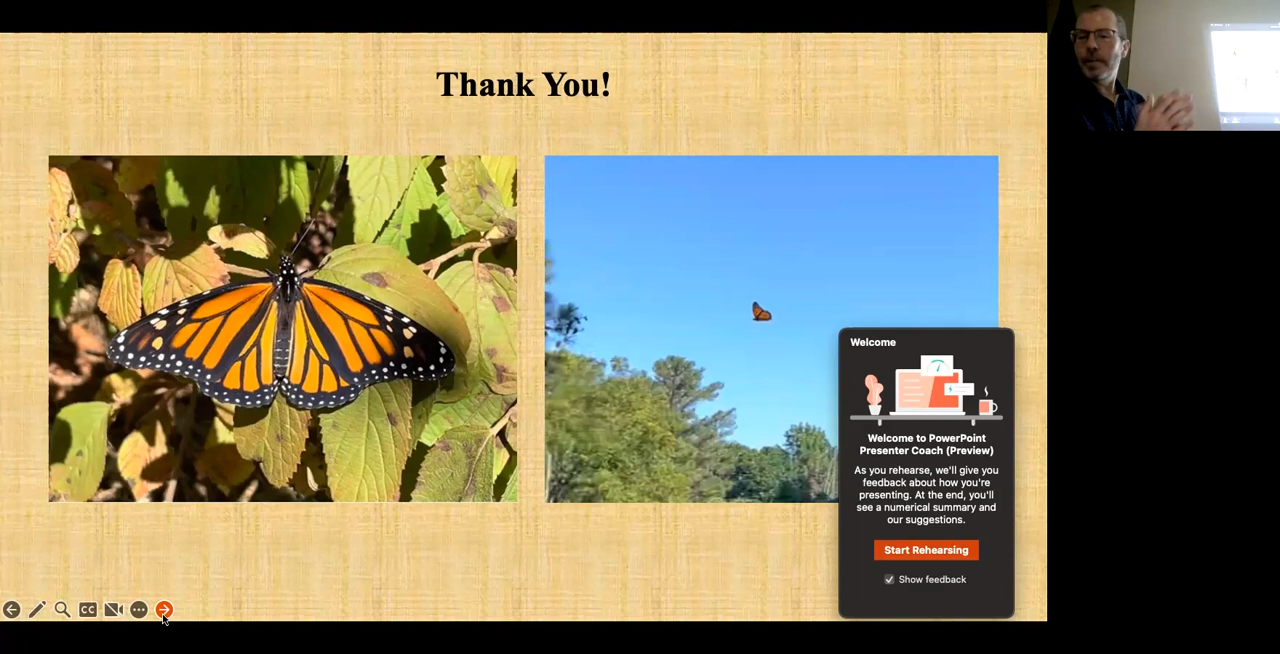 Thank You!
Welcome
Welcome to PowerPoint
Presenter Coach (Preview)
As you rehearse, we'll give you
feedback about how you're
presenting. At the end, you'll
see a numerical summary and
our suggestions.
Start Rehearsing
Show feedback
CC